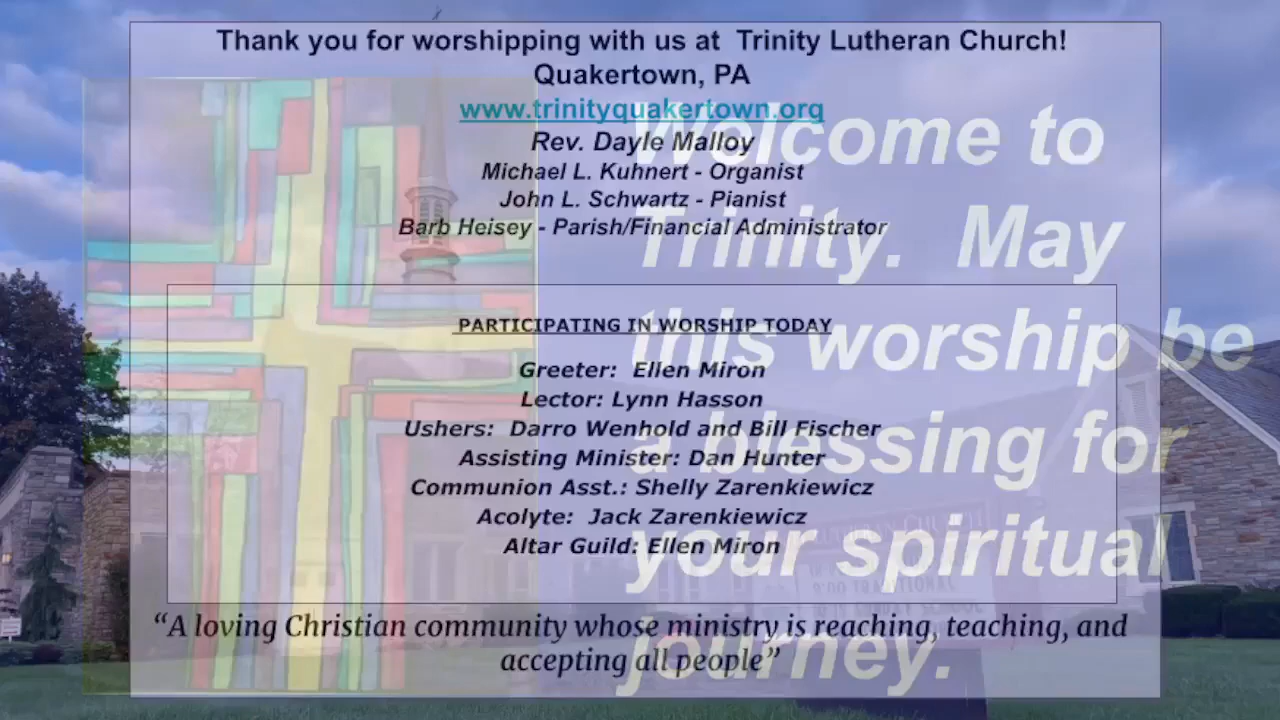 Thank you for worshipping with us at Trinity Lutheran Church!
Quakertown, PA
www.trinityquakertown.org
Rev. Dayle Malloy
Michael L. Kuhnert - Organist
John L. Schwartz - Pianist
Barb Heisey - Parish/Financial Administrator
PARTICIPATING IN WORSHIP TODAY
Greeter: Ellen Miron
Lector: Lynn Hasson
Ushers: Darro Wenhold and Bill Fischer
Assisting Minister: Dan Hunter
Communion Asst.: Shelly Zarenkiewicz
Acolyte: Jack Zarenkiewicz
Altar Guild: Ellen Miron
“A loving Christian community whose ministry is reaching, teaching, and
accepting all people”
Welcome to
Trinity. May
this worship be
a blessing for
your spiritual
journey.